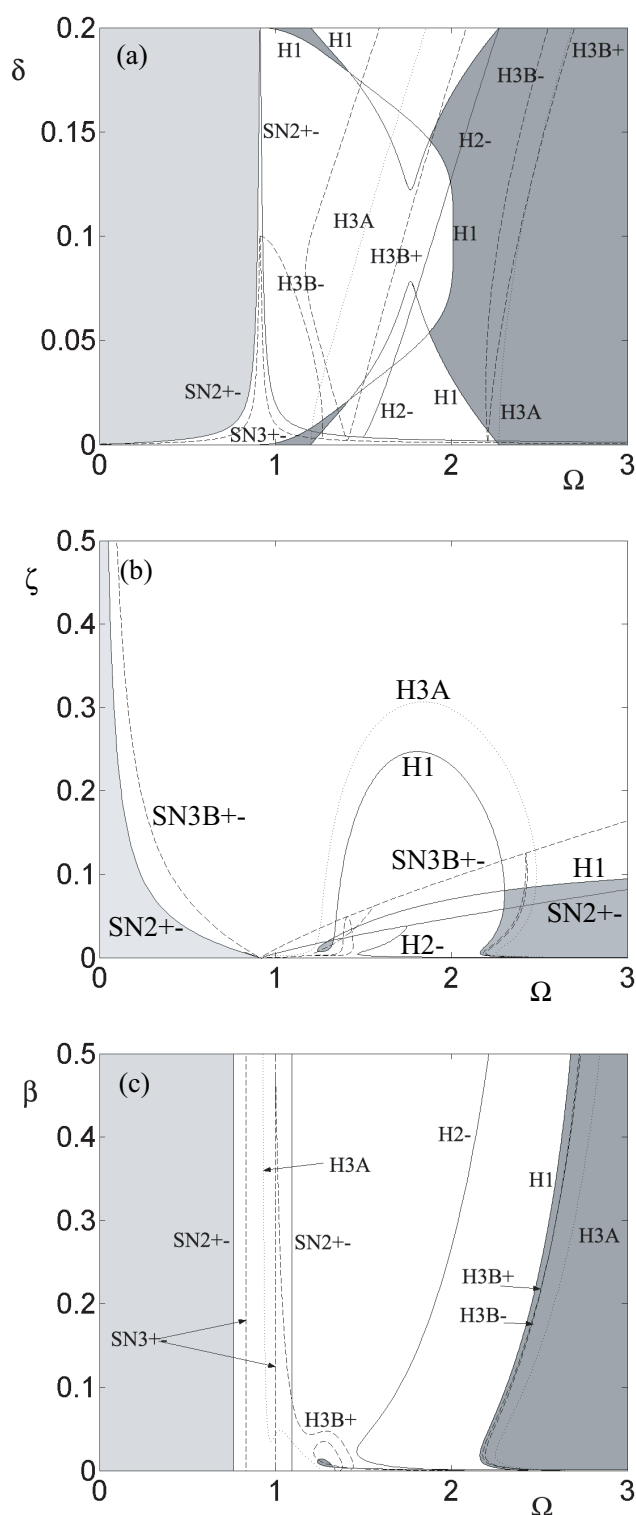 (a)
δ
0.2
0.15
0.1
0.05
0
H1
H1
H3B-
H3B+
SN2+-
H2-
H3A
H1
H3B+
H3B-
SN2+-
H2-
H1
H3A
SN3+-
0
1
2
3
Ω
(b)
ζ
0.5
0.4
0.3
0.2
0.1
0
H3A
H1
SN3B+-
SN3B+-
H1
SN2+-
SN2+-
H2-
0
1
2
3
Ω
(c)
β
0.5
0.4
0.3
0.2
0.1
0
H2-
H3A
H1
SN2+-
SN2+-
H3A
H3B+
H3B-
SN3+-
H3B+
0
1
2
3
Ω